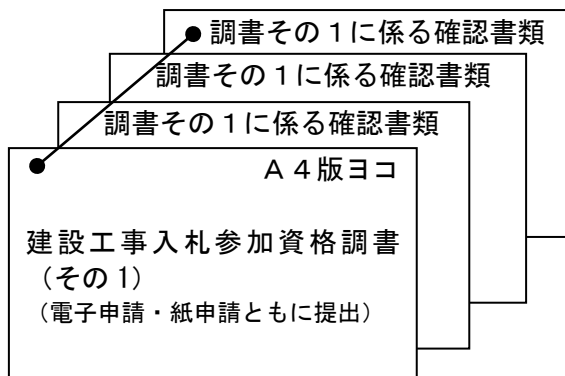 調書その１に係る確認書類
調書その１に係る確認書類
調書その１に係る確認書類
Ａ４版ヨコ
建設工事入札参加資格調書
（その 1）
（電子申請・紙申請ともに提出）